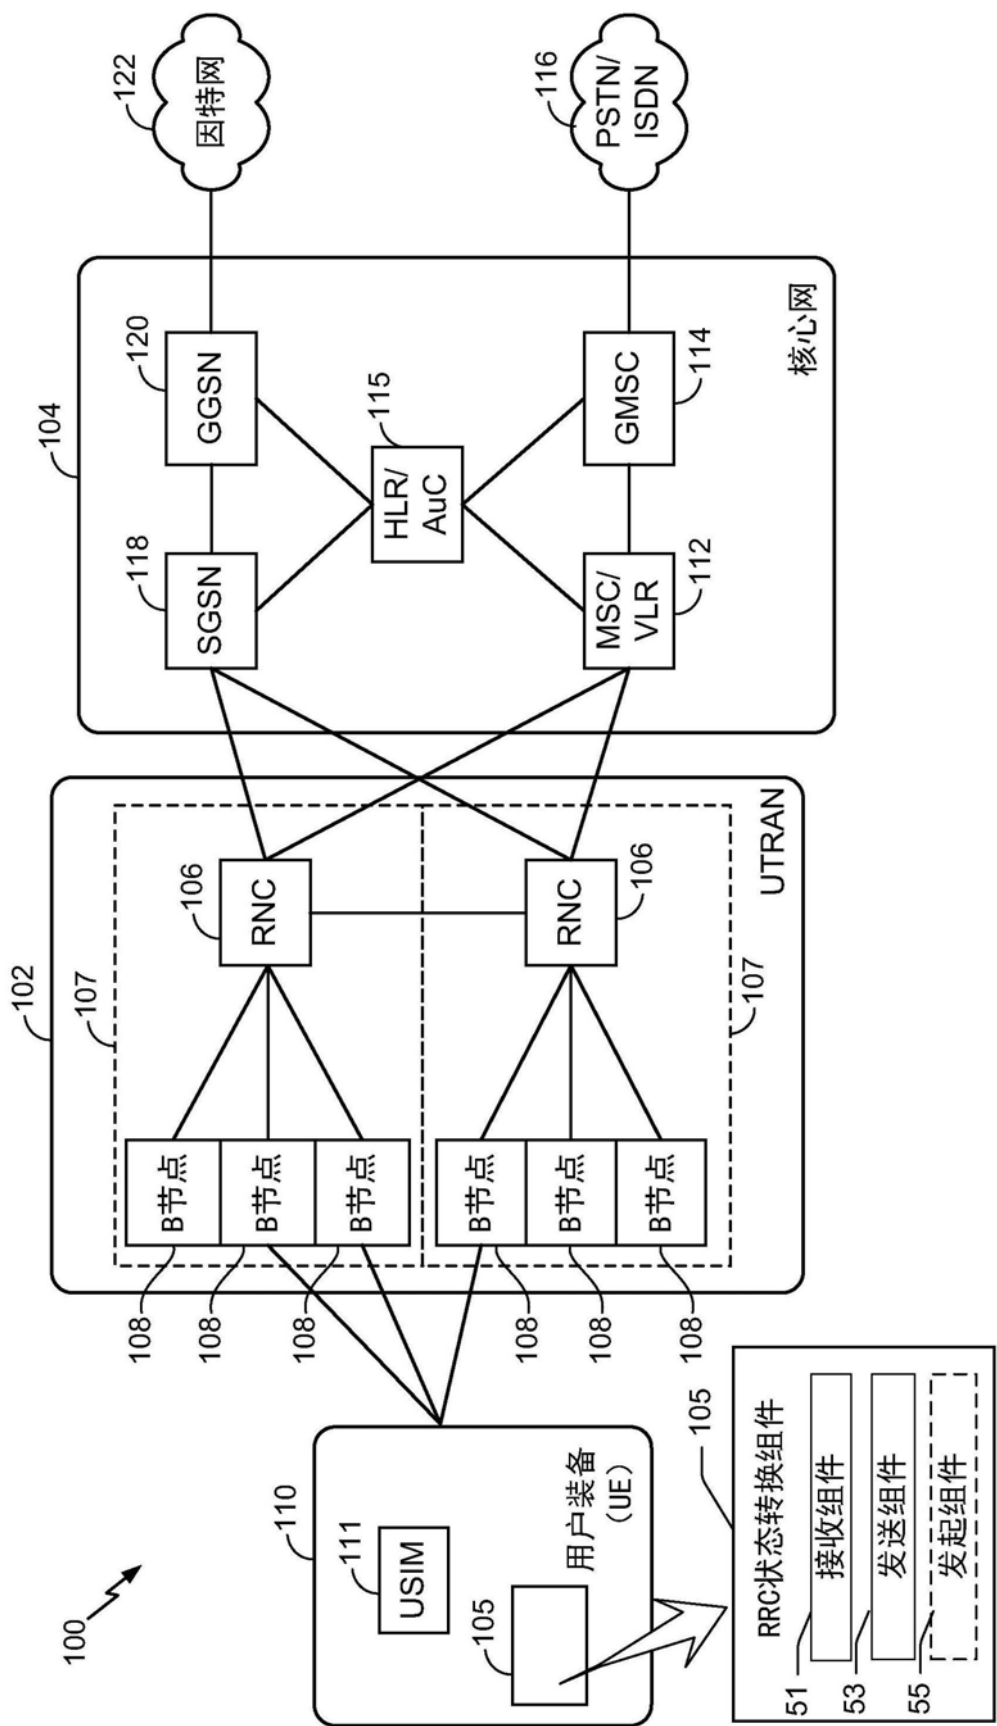 100
110
111
USIM
105
用户装备
(UE)
RRC状态转换组件
105
接收组件
51
发送组件
53
发起组件
55
102
107
106
RNC
B节点
B节点
B节点
108
108
108
RNC
106
B节点
B节点
B节点
108
108
108
107
UTRAN
104
118
SGSN
120
GGSN
115
HLR/
AuC
MSC/
VLR
112
GMSC
114
核心网
122
因特网
116
PSTN/
ISDN